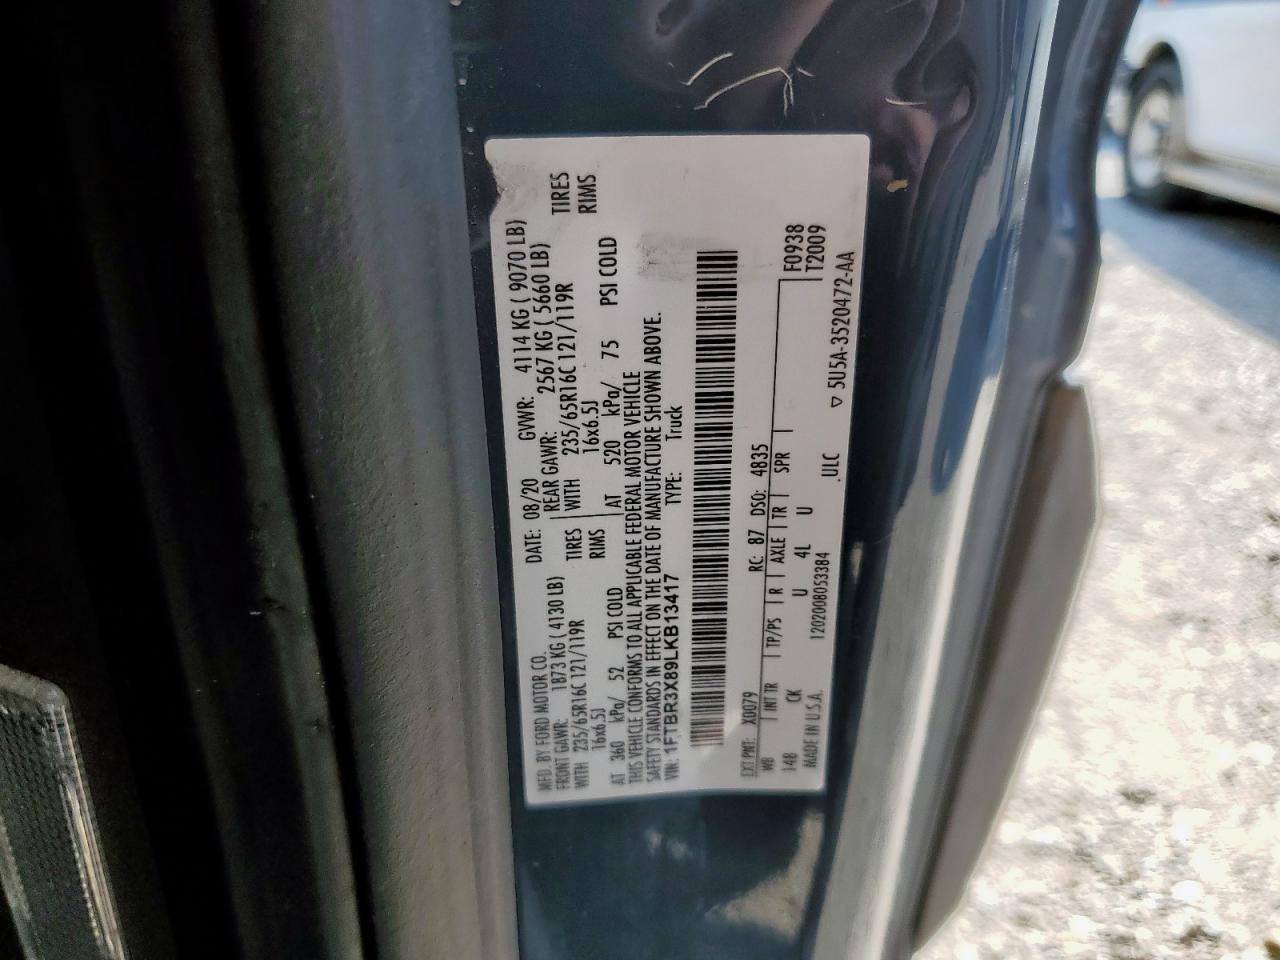 MFD. BY FORD MOTOR CO. DATE: 08/20 GVWR: 4114 KG ( 9070 LB)
FRONT GAWR: 1873 KG ( 4130 LB) REAR GAWR: 2567 KG ( 5660 LB)
WITH 235/65R16C 121/119R TIRES WITH 235/65R16C 121/119R TIRES
16x6.5J RIMS 16x6.5J RIMS
AT 360 kPa/ 52 PSI COLD AT 520 kPa/ 75 PSI COLD
THIS VEHICLE CONFORMS TO ALL APPLICABLE FEDERAL MOTOR VEHICLE
SAFETY STANDARDS IN EFFECT ON THE DATE OF MANUFACTURE SHOWN ABOVE.
VIN: 1FTBR3X89LKB13417 TYPE: Truck
EXT PNT: X0079 RC: 87 DSO: 4835 F0938
WB INT TR TP/PS R AXLE TR SPR T2009
148 CK U 4L U
MADE IN U.S.A. 1202008053384 .ULC ▽ 5U5A-3520472-AA